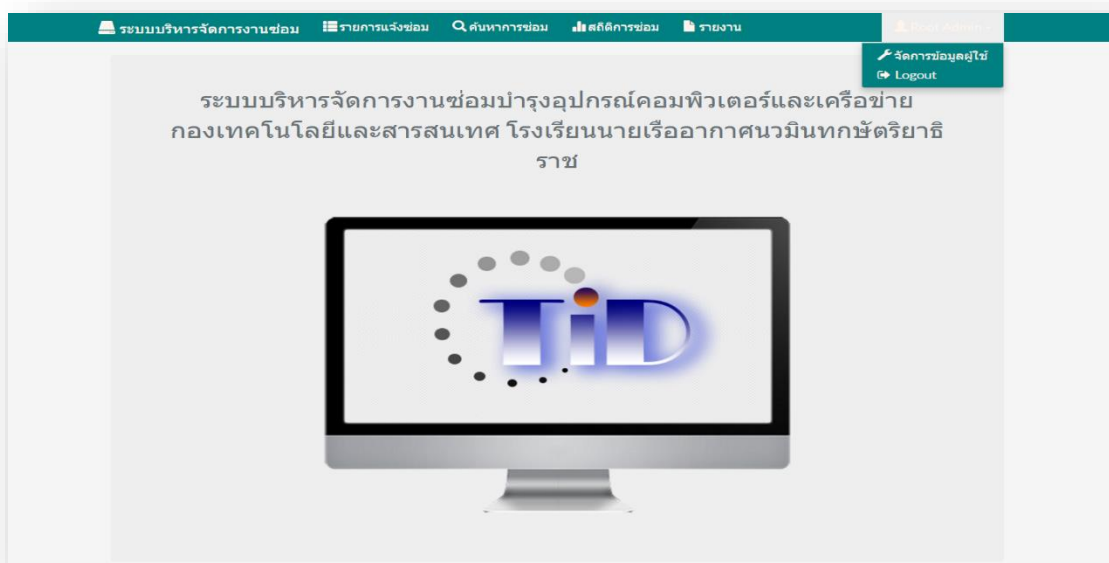 ระบบบริหารจัดการงานซ่อม รายการแจ้งซ่อม ค้นหาการซ่อม สถิติการซ่อม รายงาน Root Admin
จัดการข้อมูลผู้ใช้
Logout
ระบบบริหารจัดการงานซ่อมบำรุงอุปกรณ์คอมพิวเตอร์และเครือข่าย
กองเทคโนโลยีและสารสนเทศ โรงเรียนนายเรืออากาศนวมินทกษัตริยาธิ
ราช
TiD